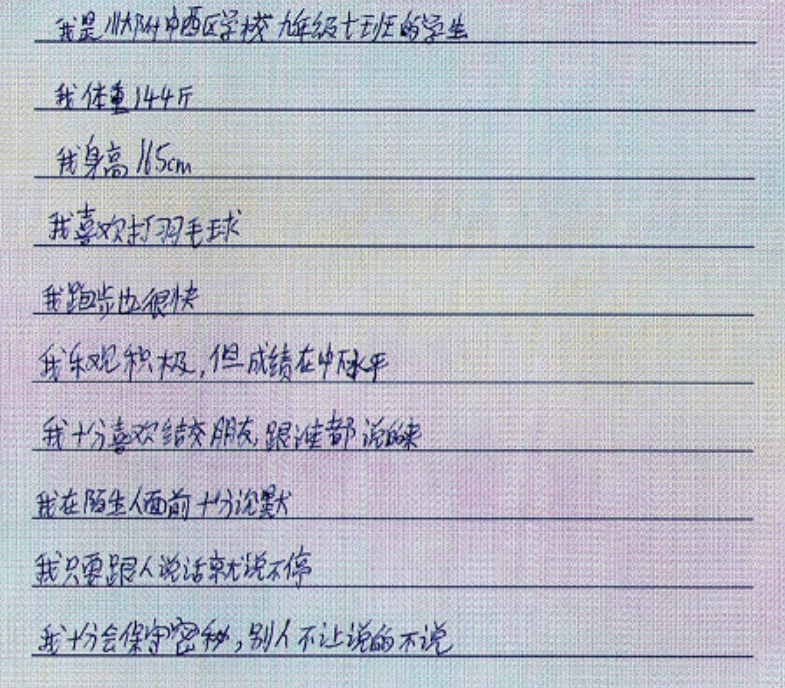 我是川大附中西区学校九年级七班的学生
我体重144斤
我身高165cm
我喜欢打羽毛球
我跑步也很快
我乐观积极,但成绩在中下水平
我十分喜欢结交朋友,跟谁都说的来
我在陌生人面前十分沉默
我只要跟人说话就说不停
我十分会保守密秘,别人不让说的不说